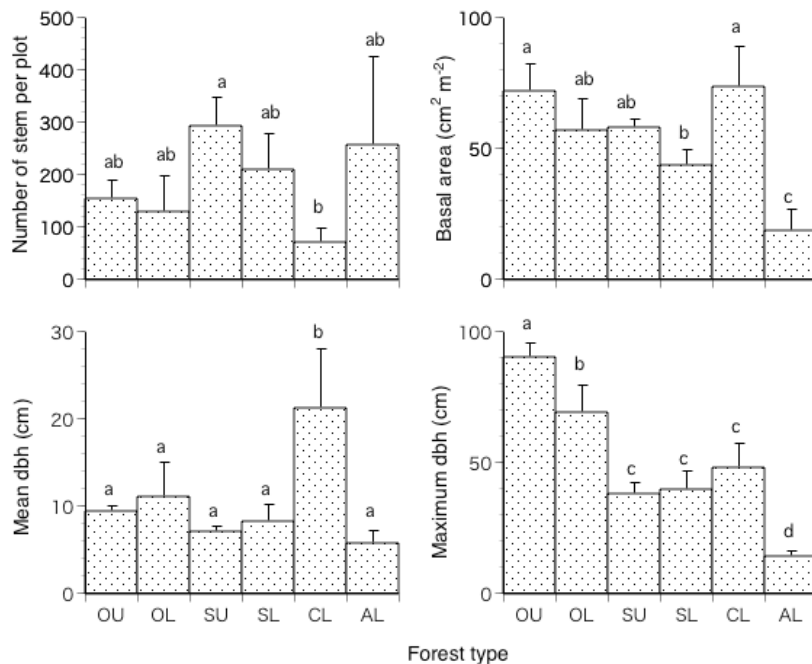 Number of stem per plot
500
400
300
200
100
0
ab
ab
a
ab
b
ab
Basal area (cm² m⁻²)
100
50
0
a
ab
ab
b
a
c
Mean dbh (cm)
30
20
10
0
a
a
a
a
b
a
OU OL SU SL CL AL
Maximum dbh (cm)
100
50
0
a
b
c
c
c
d
OU OL SU SL CL AL
Forest type